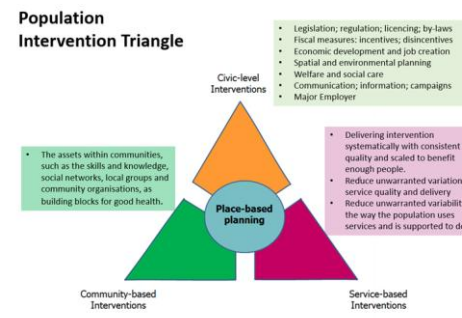 Population
Intervention Triangle
• Legislation; regulation; licencing; by-laws
• Fiscal measures: incentives; disincentives
• Economic development and job creation
• Spatial and environmental planning
• Welfare and social care
• Communication; information; campaigns
• Major Employer
Civic-level
Interventions
• The assets within communities,
such as the skills and knowledge,
social networks, local groups and
community organisations, as
building blocks for good health.
• Delivering intervention
systematically with consistent
quality and scaled to benefit
enough people.
• Reduce unwarranted variation
service quality and delivery
• Reduce unwarranted
the way the population uses
services and is supported to
Place-based
planning
Community-based
Interventions
Service-based
Interventions